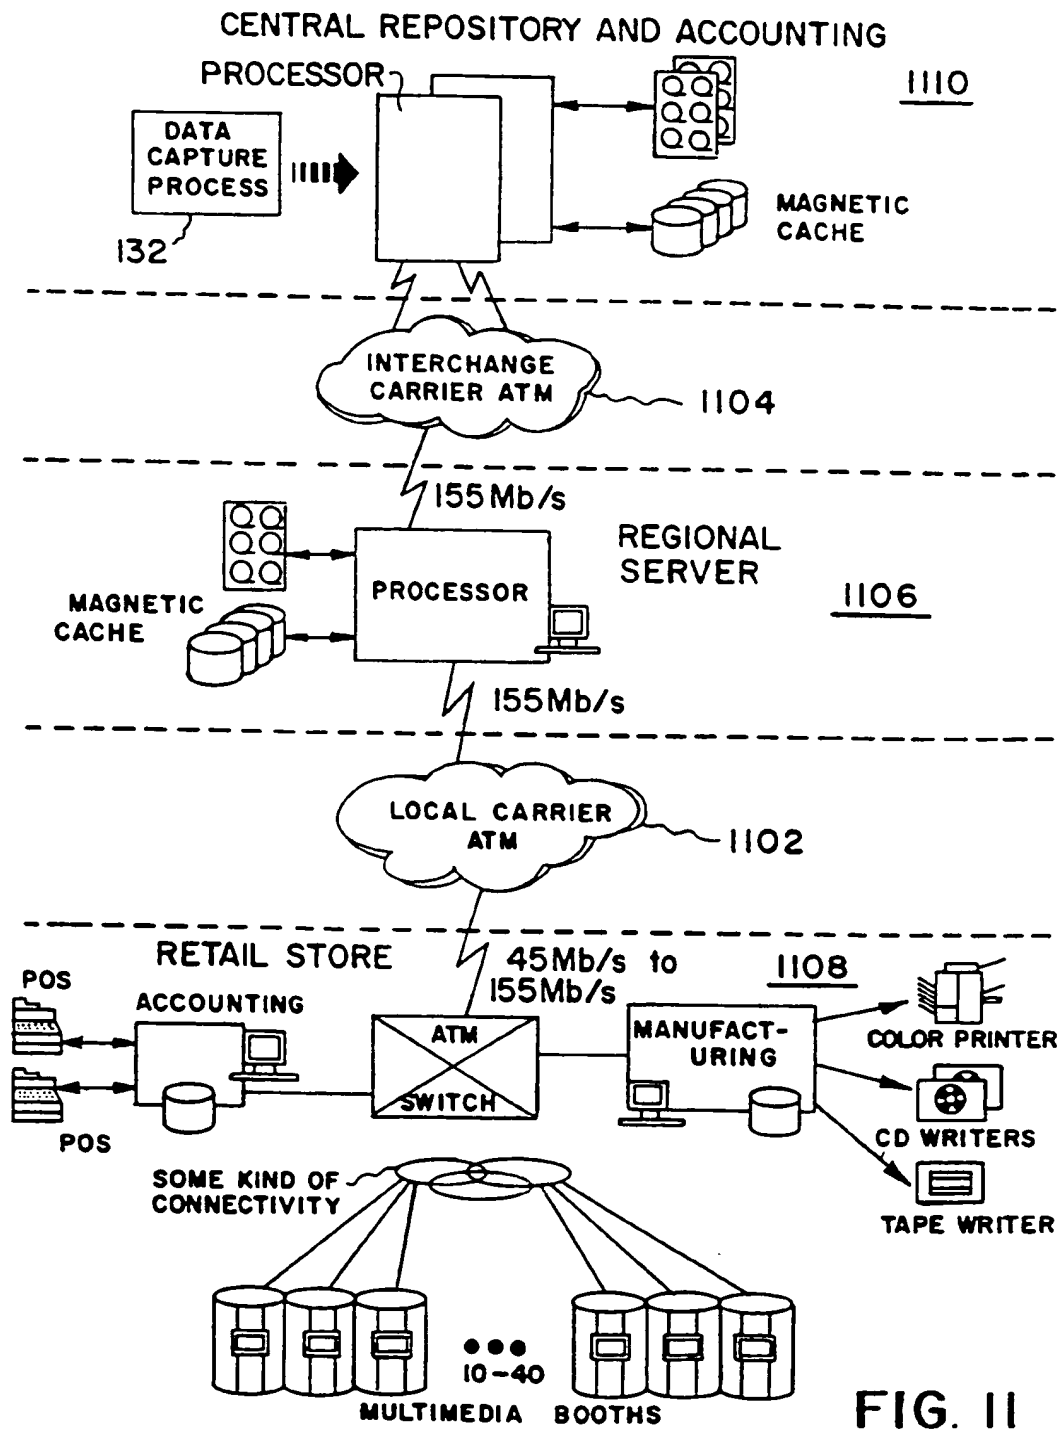 CENTRAL REPOSITORY AND ACCOUNTING
PROCESSOR
1110
DATA
CAPTURE
PROCESS
132
MAGNETIC
CACHE
INTERCHANGE
CARRIER ATM
1104
155Mb/s
REGIONAL
SERVER
1106
PROCESSOR
MAGNETIC
CACHE
155Mb/s
LOCAL CARRIER
ATM
1102
RETAIL STORE
45Mb/s to
155Mb/s
1108
POS
ACCOUNTING
ATM
SWITCH
MANUFACT-
URING
COLOR PRINTER
CD WRITERS
TAPE WRITER
POS
SOME KIND OF
CONNECTIVITY
10-40
MULTIMEDIA BOOTHS
FIG. 11